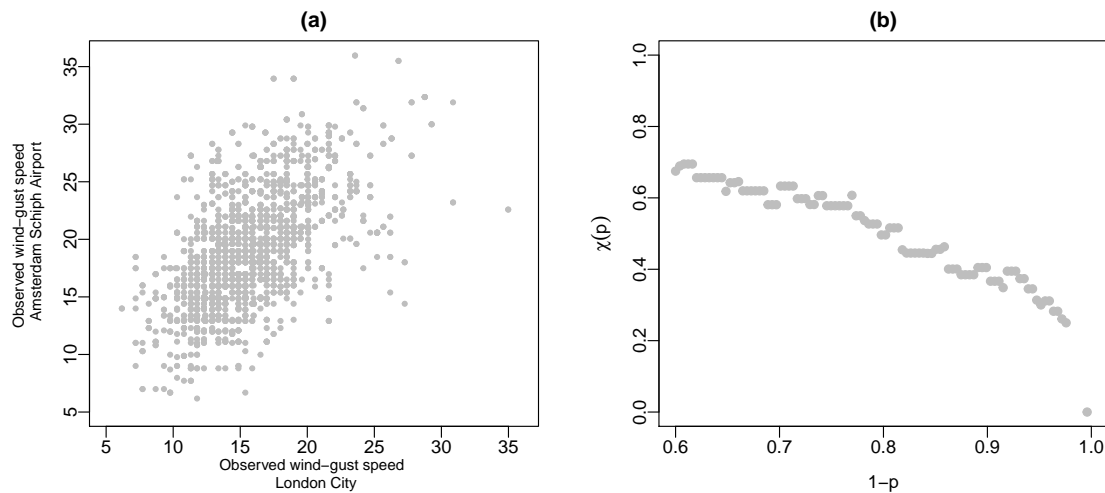 (a)
Observed wind−gust speed
Amsterdam Schiph Airport
35
30
25
20
15
10
5
5 10 15 20 25 30 35
Observed wind−gust speed
London City
(b)
χ(p)
1.0
0.8
0.6
0.4
0.2
0.0
0.6 0.7 0.8 0.9 1.0
1−p